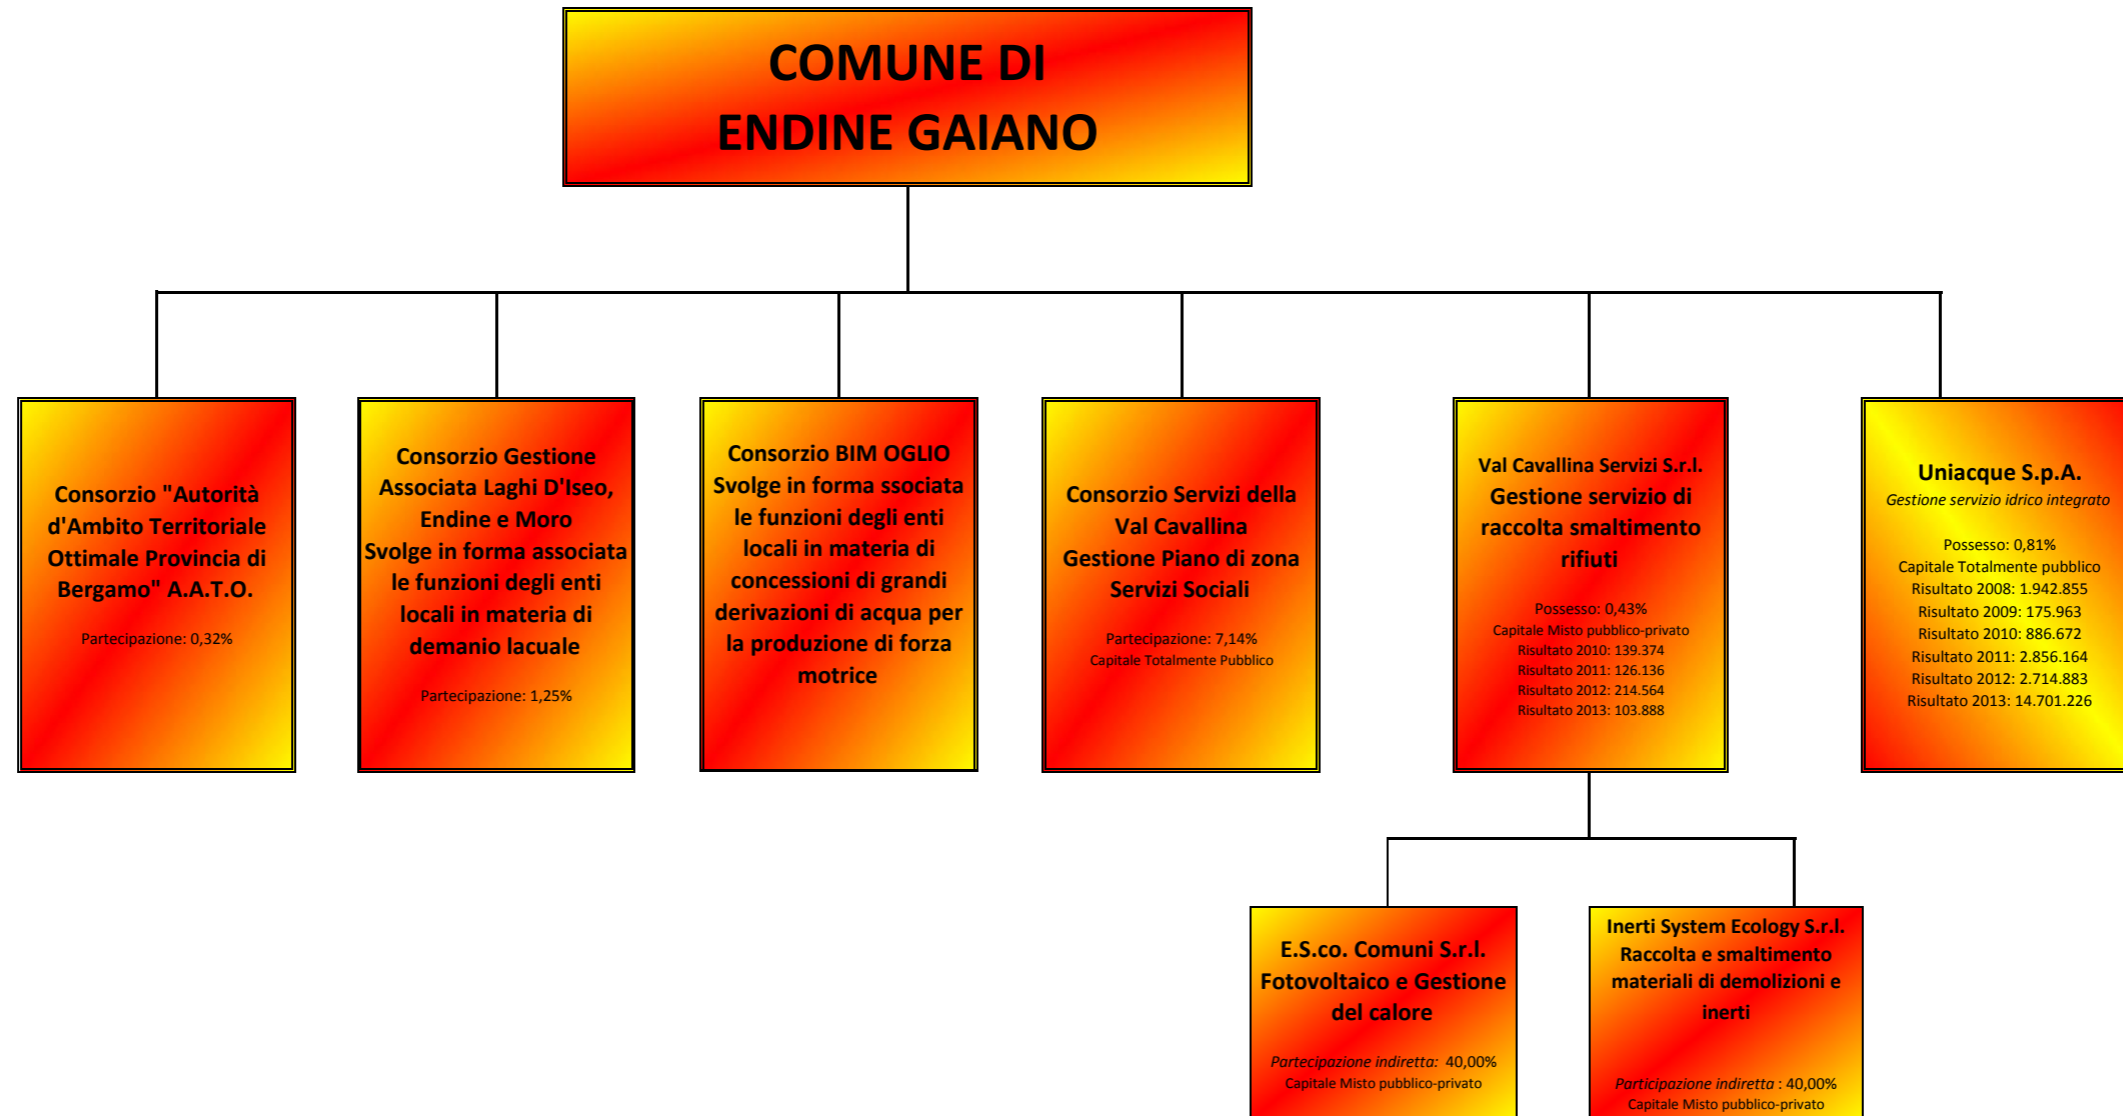 COMUNE DI
ENDINE GAIANO
Consorzio "Autorità
d'Ambito Territoriale
Ottimale Provincia di
Bergamo" A.A.T.O.
Partecipazione: 0,32%
Consorzio Gestione
Associata Laghi D'Iseo,
Endine e Moro
Svolge in forma associata
le funzioni degli enti
locali in materia di
demanio lacuale
Partecipazione: 1,25%
Consorzio BIM OGLIO
Svolge in forma ssociata
le funzioni degli enti
locali in materia di
concessioni di grandi
derivazioni di acqua per
la produzione di forza
motrice
Consorzio Servizi della
Val Cavallina
Gestione Piano di zona
Servizi Sociali
Partecipazione: 7,14%
Capitale Totalmente Pubblico
Val Cavallina Servizi S.r.l.
Gestione servizio di
raccolta smaltimento
rifiuti
Possesso: 0,43%
Capitale Misto pubblico-privato
Risultato 2010: 139.374
Risultato 2011: 126.136
Risultato 2012: 214.564
Risultato 2013: 103.888
Uniacque S.p.A.
Gestione servizio idrico integrato
Possesso: 0,81%
Capitale Totalmente pubblico
Risultato 2008: 1.942.855
Risultato 2009: 175.963
Risultato 2010: 886.672
Risultato 2011: 2.856.164
Risultato 2012: 2.714.883
Risultato 2013: 14.701.226
E.S.co. Comuni S.r.l.
Fotovoltaico e Gestione
del calore
Partecipazione indiretta: 40,00%
Capitale Misto pubblico-privato
Inerti System Ecology S.r.l.
Raccolta e smaltimento
materiali di demolizioni e
inerti
Participazione indiretta : 40,00%
Capitale Misto pubblico-privato